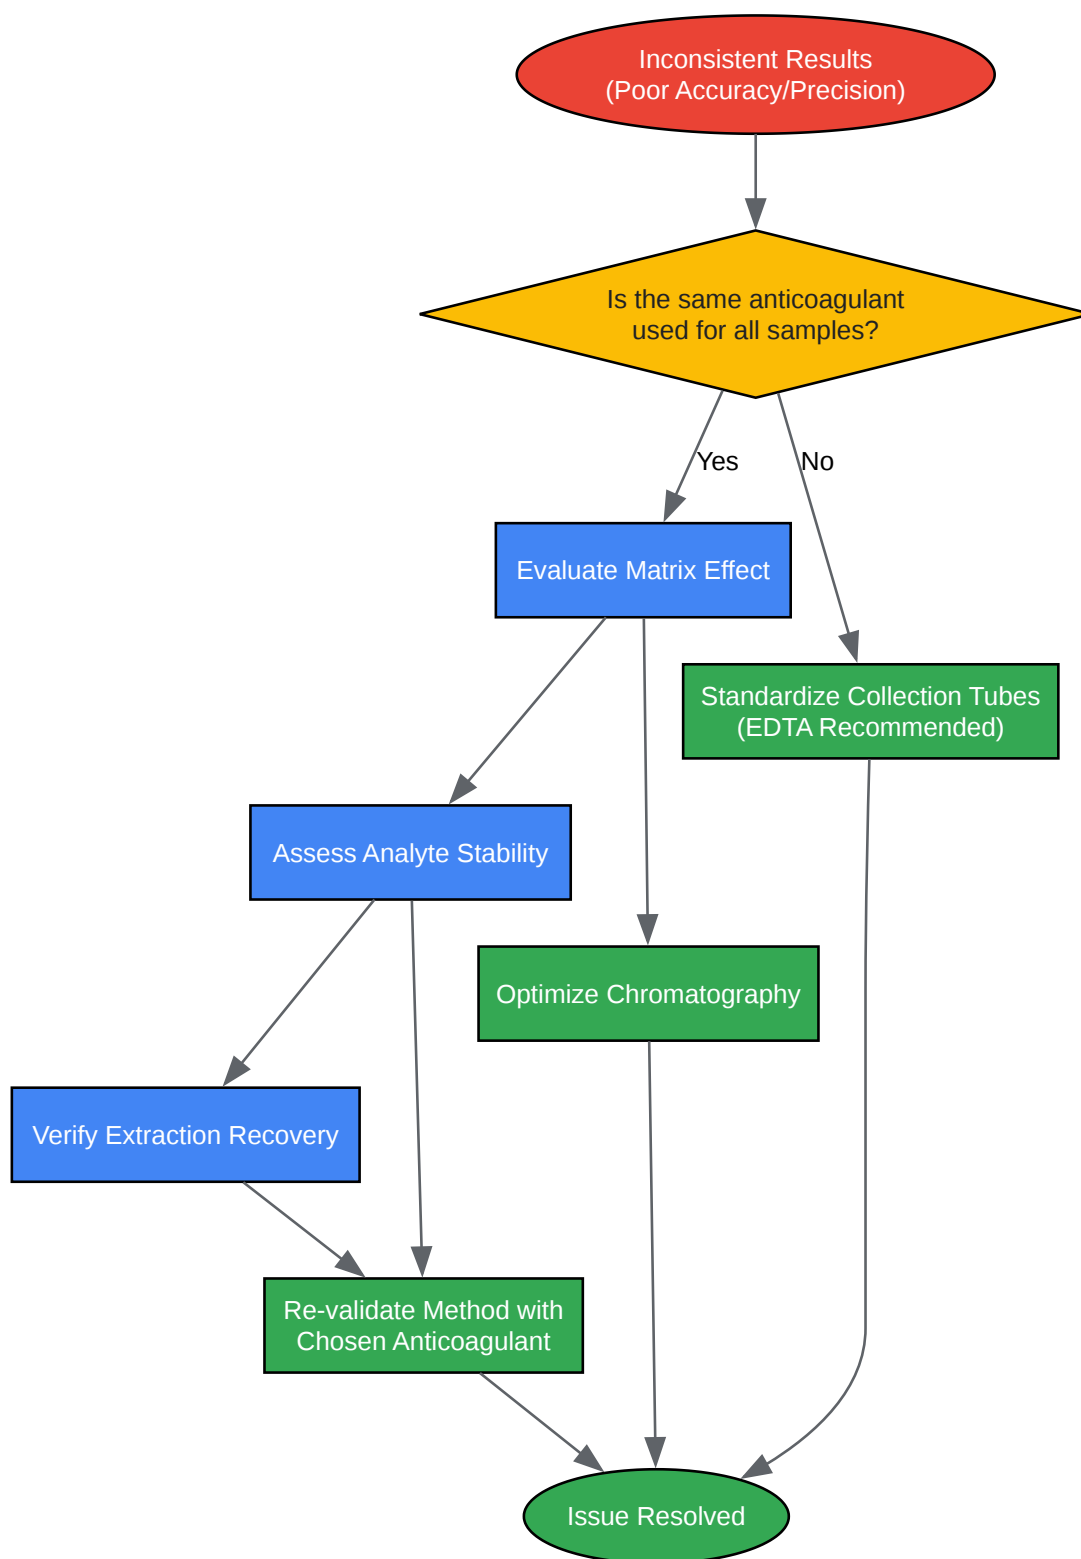 Inconsistent Results
(Poor Accuracy/Precision)
Is the same anticoagulant
used for all samples?
Yes
No
Evaluate Matrix Effect
Standardize Collection Tubes
(EDTA Recommended)
Assess Analyte Stability
Optimize Chromatography
Verify Extraction Recovery
Re-validate Method with
Chosen Anticoagulant
Issue Resolved